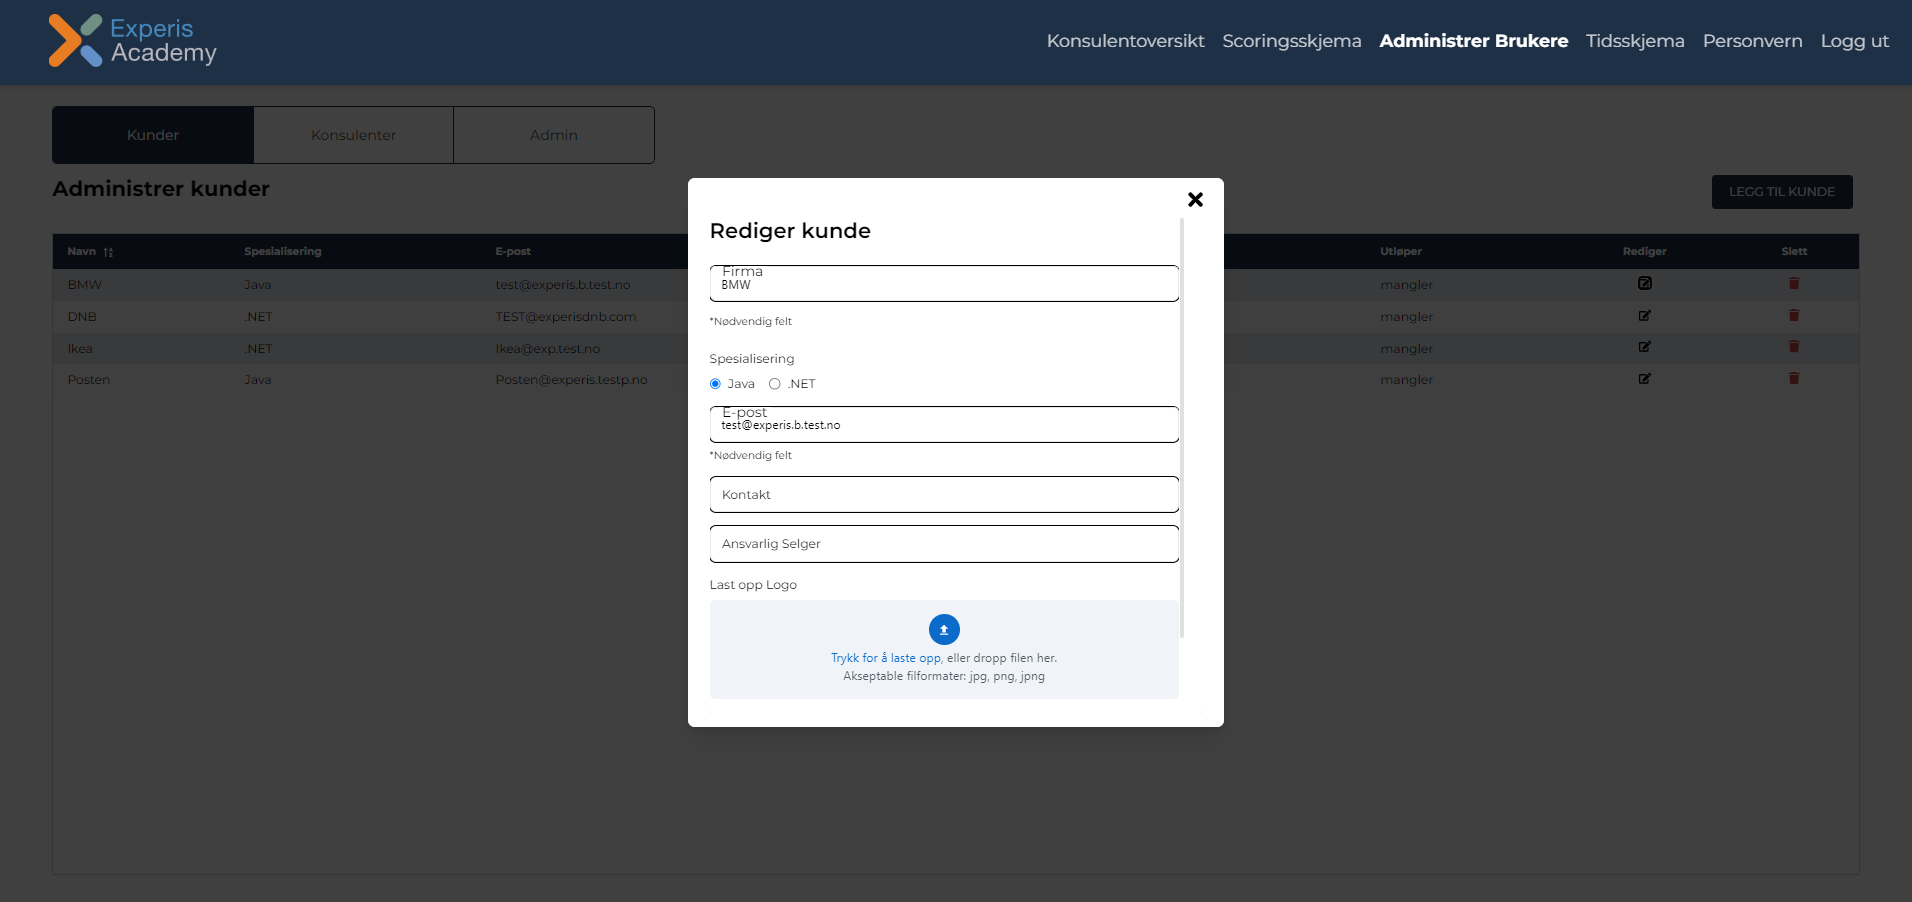 Experis
Academy
Konsulentoversikt Scoringsskjema Administrer Brukere Tidsskjema Personvern Logg ut
Kunder Konsulenter Admin
Administrer kunder
LEGG TIL KUNDE
Navn Spesialisering E-post Utløper Rediger Slett
BMW Java test@experis.b.test.no mangler
DNB .NET TEST@experisdnb.com mangler
Ikea .NET Ikea@exp.test.no mangler
Posten Java Posten@experis.testp.no mangler
Rediger kunde
Firma
BMW
*Nødvendig felt
Spesialisering
Java .NET
E-post
test@experis.b.test.no
*Nødvendig felt
Kontakt
Ansvarlig Selger
Last opp Logo
Trykk for å laste opp, eller dropp filen her.
Akseptable filformater: jpg, png, jpng